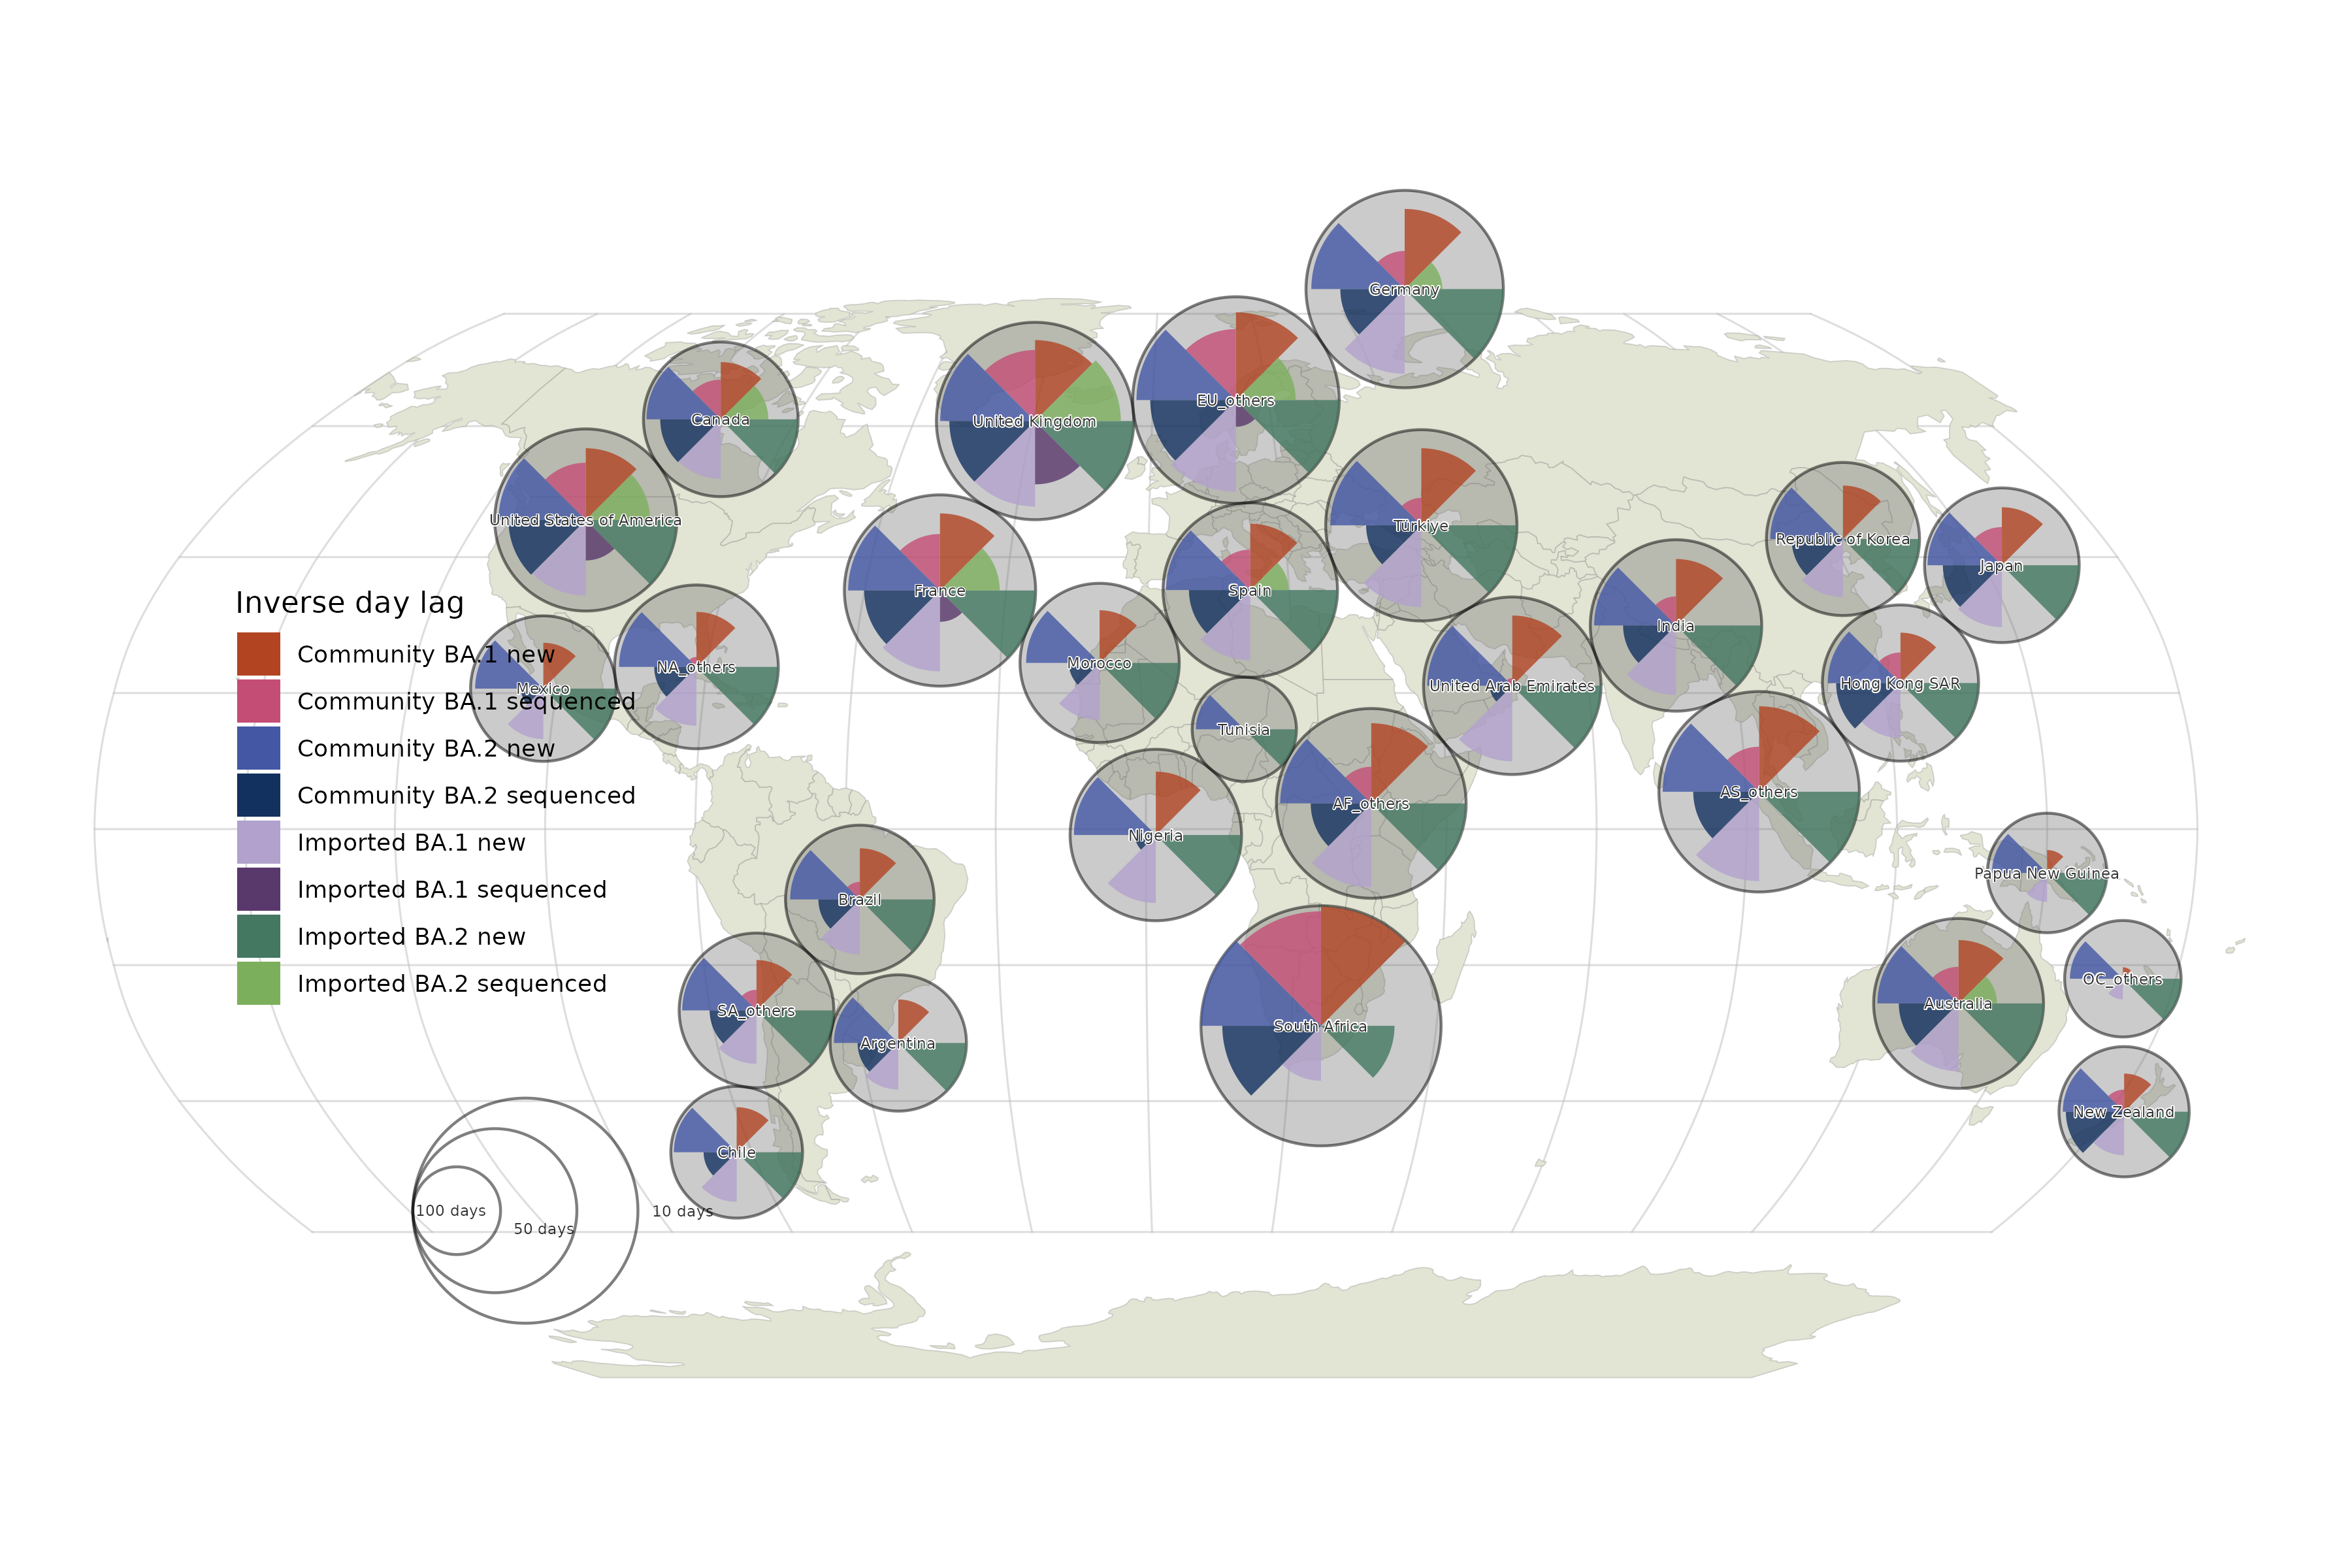 Germany
EU_others
Canada
United Kingdom
United States of America
Türkiye
Republic of Korea
Japan
France
Spain
India
Morocco
NA_others
Mexico
United Arab Emirates
Hong Kong SAR
Tunisia
AS_others
AF_others
Nigeria
Papua New Guinea
Brazil
OC_others
Australia
SA_others
South Africa
Argentina
New Zealand
Chile
Inverse day lag
Community BA.1 new
Community BA.1 sequenced
Community BA.2 new
Community BA.2 sequenced
Imported BA.1 new
Imported BA.1 sequenced
Imported BA.2 new
Imported BA.2 sequenced
100 days
50 days
10 days